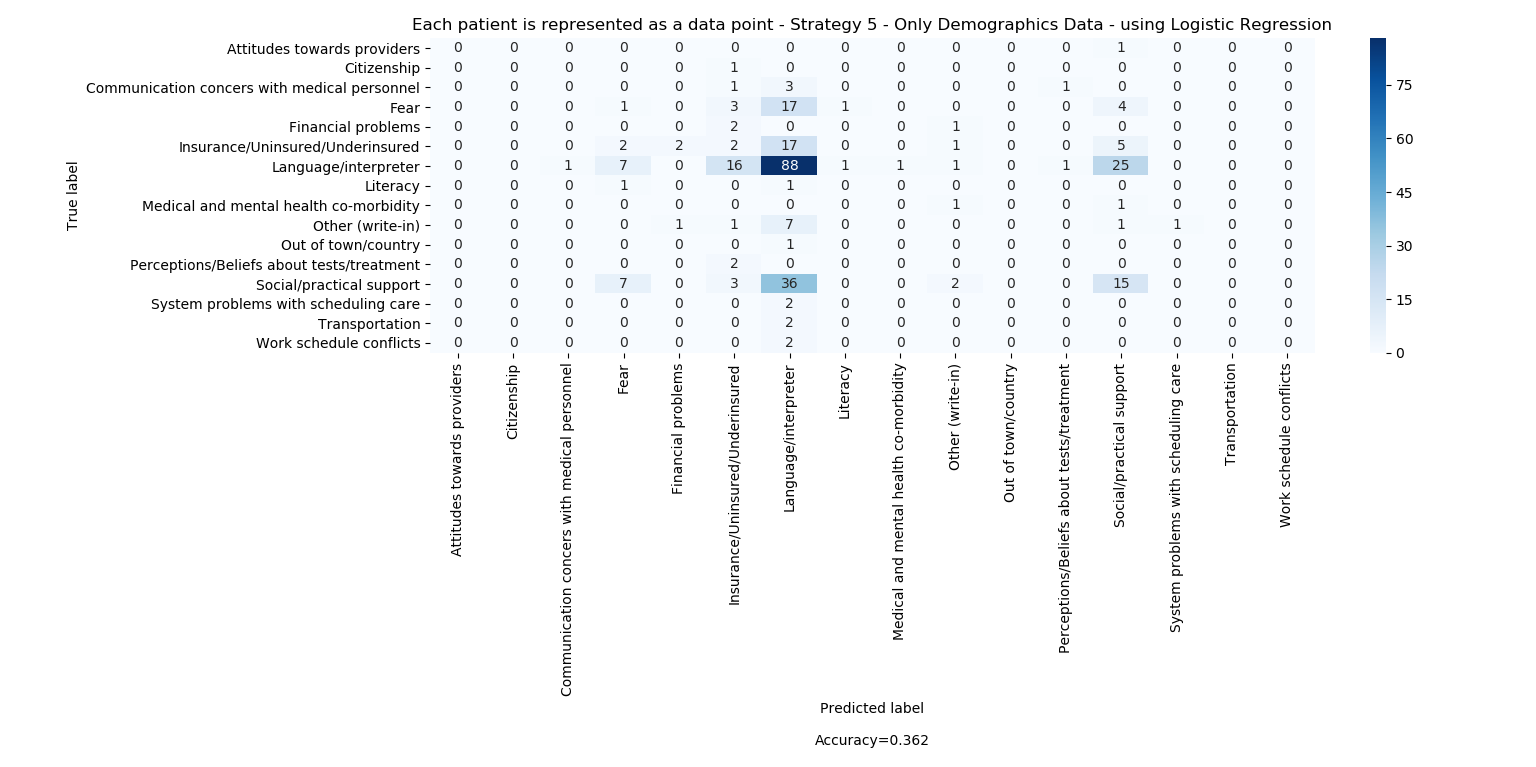 Each patient is represented as a data point - Strategy 5 - Only Demographics Data - using Logistic Regression
True label
Attitudes towards providers 0 0 0 0 0 0 0 0 0 0 0 0 1 0 0 0
Citizenship 0 0 0 0 0 1 0 0 0 0 0 0 0 0 0 0
Communication concers with medical personnel 0 0 0 0 0 1 3 0 0 0 0 1 0 0 0 0
Fear 0 0 0 1 0 3 17 1 0 0 0 0 4 0 0 0
Financial problems 0 0 0 0 0 2 0 0 0 1 0 0 0 0 0 0
Insurance/Uninsured/Underinsured 0 0 0 2 2 2 17 0 0 1 0 0 5 0 0 0
Language/interpreter 0 0 1 7 0 16 88 1 1 1 0 1 25 0 0 0
Literacy 0 0 0 1 0 0 1 0 0 0 0 0 0 0 0 0
Medical and mental health co-morbidity 0 0 0 0 0 0 0 0 0 1 0 0 1 0 0 0
Other (write-in) 0 0 0 0 1 1 7 0 0 0 0 0 1 1 0 0
Out of town/country 0 0 0 0 0 0 1 0 0 0 0 0 0 0 0 0
Perceptions/Beliefs about tests/treatment 0 0 0 0 0 2 0 0 0 0 0 0 0 0 0 0
Social/practical support 0 0 0 7 0 3 36 0 0 2 0 0 15 0 0 0
System problems with scheduling care 0 0 0 0 0 0 2 0 0 0 0 0 0 0 0 0
Transportation 0 0 0 0 0 0 2 0 0 0 0 0 0 0 0 0
Work schedule conflicts 0 0 0 0 0 0 2 0 0 0 0 0 0 0 0 0
Attitudes towards providers
Citizenship
Communication concers with medical personnel
Fear
Financial problems
Insurance/Uninsured/Underinsured
Language/interpreter
Literacy
Medical and mental health co-morbidity
Other (write-in)
Out of town/country
Perceptions/Beliefs about tests/treatment
Social/practical support
System problems with scheduling care
Transportation
Work schedule conflicts
Predicted label
Accuracy=0.362
75
60
45
30
15
0